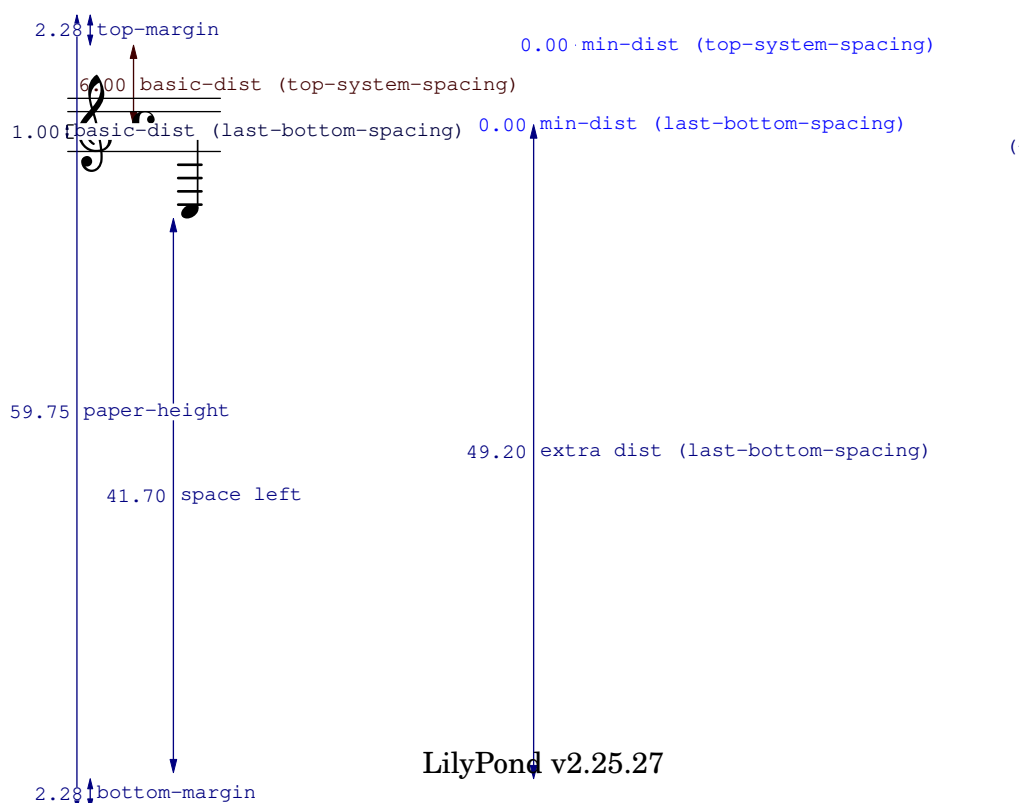 2.28 top-margin
0.00 min-dist (top-system-spacing)
6.00 basic-dist (top-system-spacing)
1.00 basic-dist (last-bottom-spacing)
0.00 min-dist (last-bottom-spacing)
(
59.75 paper-height
49.20 extra dist (last-bottom-spacing)
41.70 space left
LilyPond v2.25.27
2.28 bottom-margin